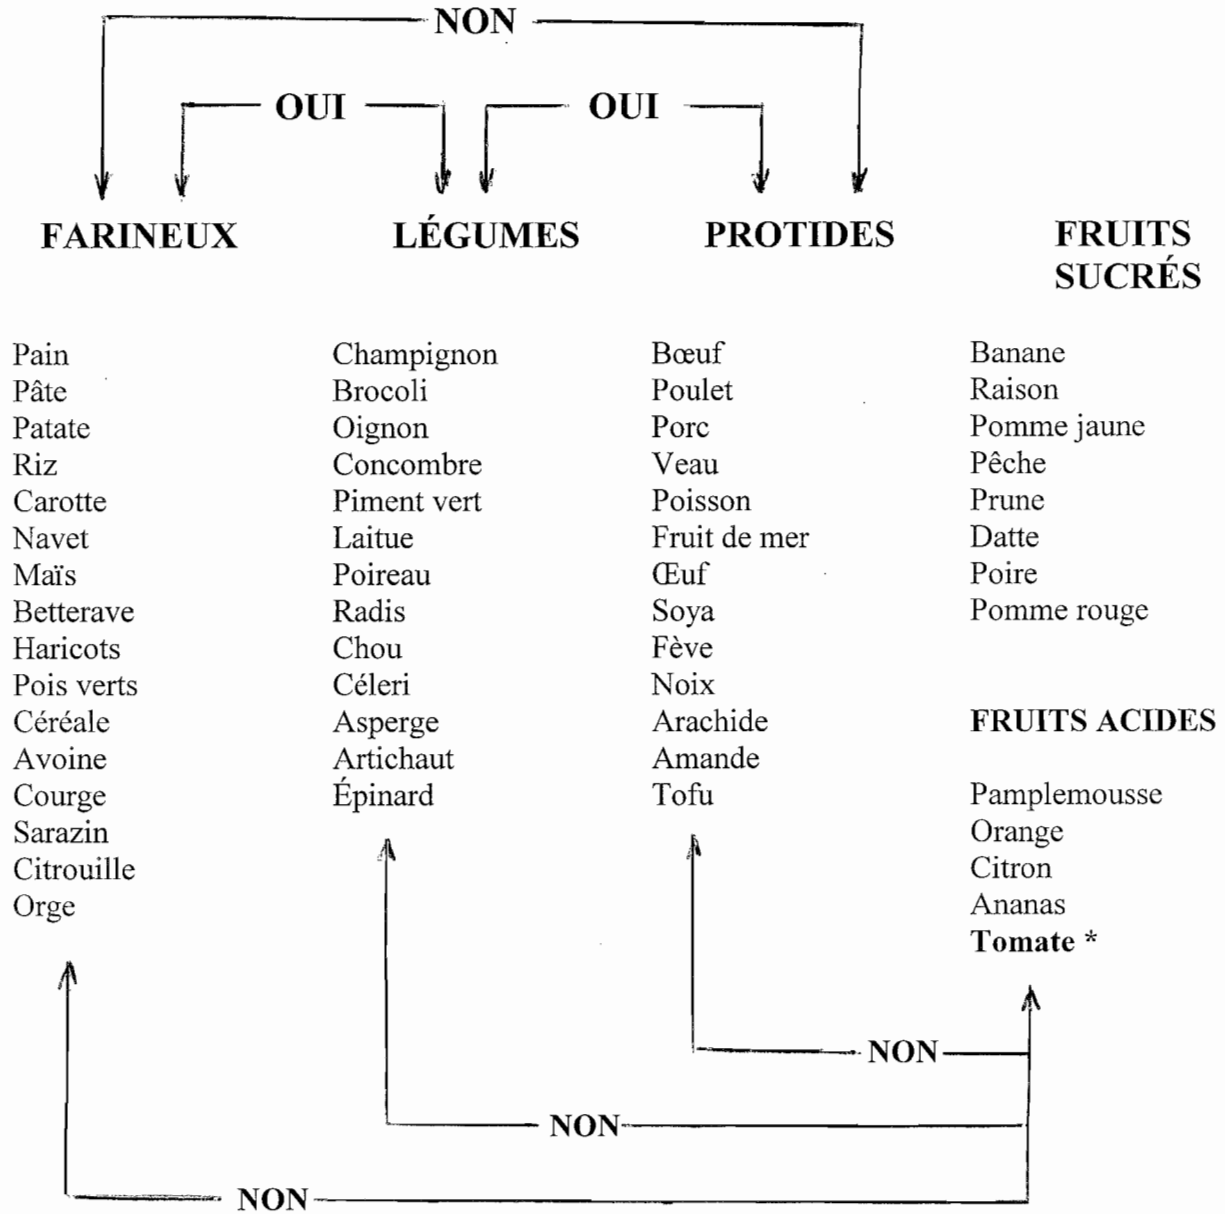 NON
OUI
OUI
FARINEUX
LÉGUMES
PROTIDES
FRUITS
SUCRÉS
Pain
Pâte
Patate
Riz
Carotte
Navet
Maïs
Betterave
Haricots
Pois verts
Céréale
Avoine
Courge
Sarazin
Citrouille
Orge
Champignon
Brocoli
Oignon
Concombre
Piment vert
Laitue
Poireau
Radis
Chou
Céleri
Asperge
Artichaut
Épinard
Bœuf
Poulet
Porc
Veau
Poisson
Fruit de mer
Œuf
Soya
Fève
Noix
Arachide
Amande
Tofu
Banane
Raison
Pomme jaune
Pêche
Prune
Datte
Poire
Pomme rouge
FRUITS ACIDES
Pamplemousse
Orange
Citron
Ananas
Tomate *
NON
NON
NON